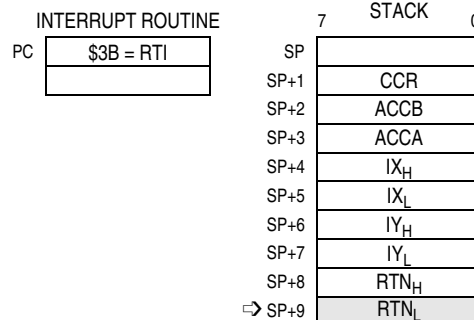 INTERRUPT ROUTINE
PC
$3B = RTI
STACK
7 0
SP
SP+1 CCR
SP+2 ACCB
SP+3 ACCA
SP+4 IXH
SP+5 IXL
SP+6 IYH
SP+7 IYL
SP+8 RTNH
➩ SP+9 RTNL